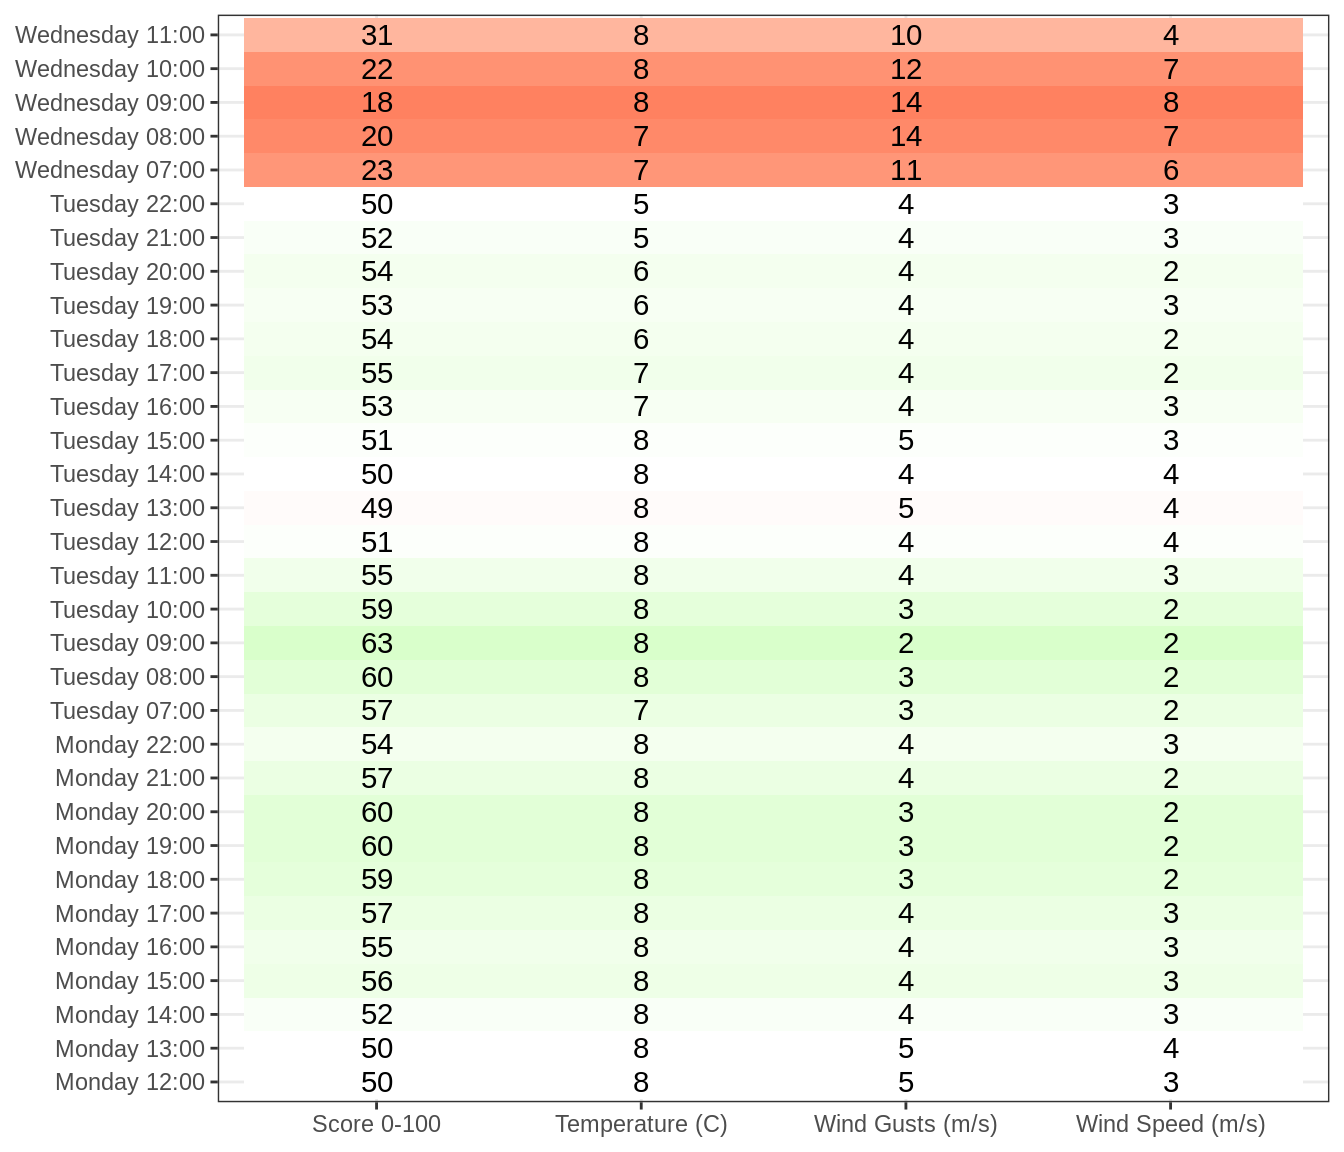 Wednesday 11:00 31 8 10 4
Wednesday 10:00 22 8 12 7
Wednesday 09:00 18 8 14 8
Wednesday 08:00 20 7 14 7
Wednesday 07:00 23 7 11 6
Tuesday 22:00 50 5 4 3
Tuesday 21:00 52 5 4 3
Tuesday 20:00 54 6 4 2
Tuesday 19:00 53 6 4 3
Tuesday 18:00 54 6 4 2
Tuesday 17:00 55 7 4 2
Tuesday 16:00 53 7 4 3
Tuesday 15:00 51 8 5 3
Tuesday 14:00 50 8 4 4
Tuesday 13:00 49 8 5 4
Tuesday 12:00 51 8 4 4
Tuesday 11:00 55 8 4 3
Tuesday 10:00 59 8 3 2
Tuesday 09:00 63 8 2 2
Tuesday 08:00 60 8 3 2
Tuesday 07:00 57 7 3 2
Monday 22:00 54 8 4 3
Monday 21:00 57 8 4 2
Monday 20:00 60 8 3 2
Monday 19:00 60 8 3 2
Monday 18:00 59 8 3 2
Monday 17:00 57 8 4 3
Monday 16:00 55 8 4 3
Monday 15:00 56 8 4 3
Monday 14:00 52 8 4 3
Monday 13:00 50 8 5 4
Monday 12:00 50 8 5 3
Score 0-100 Temperature (C) Wind Gusts (m/s) Wind Speed (m/s)